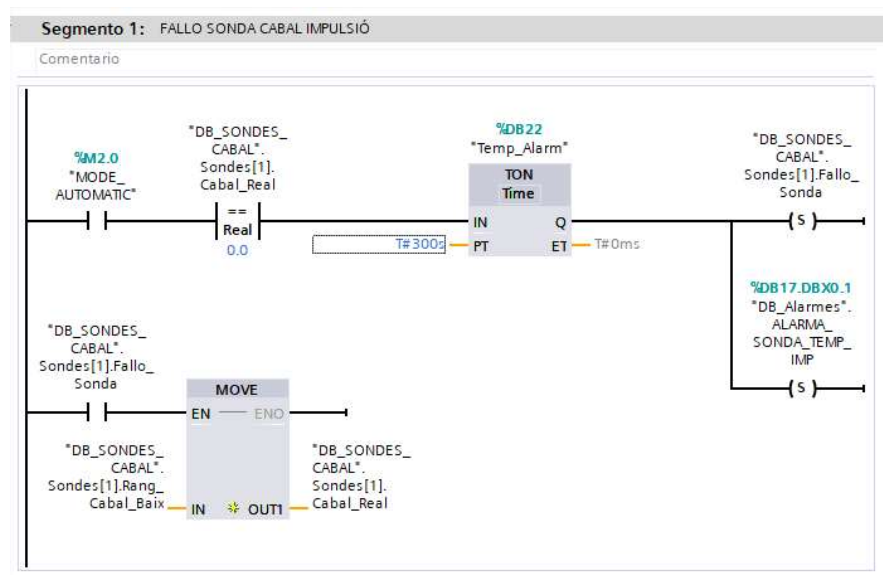 Segmento 1: FALLO SONDA CABAL IMPULSIÓ
Comentario
%M2.0
"MODE_
AUTOMATIC"
"DB_SONDES_
CABAL".
Sondes[1].
Cabal_Real
==
Real
0.0
%DB22
"Temp_Alarm"
TON
Time
IN Q
T#300s PT ET T#0ms
"DB_SONDES_
CABAL".
Sondes[1].Fallo_
Sonda
S
%DB17.DBX0.1
"DB_Alarmes".
ALARMA_
SONDA_TEMP_
IMP
S
"DB_SONDES_
CABAL".
Sondes[1].Fallo_
Sonda
MOVE
EN ENO
"DB_SONDES_
CABAL".
Sondes[1].Rang_
Cabal_Baix
IN OUT1
"DB_SONDES_
CABAL".
Sondes[1].
Cabal_Real